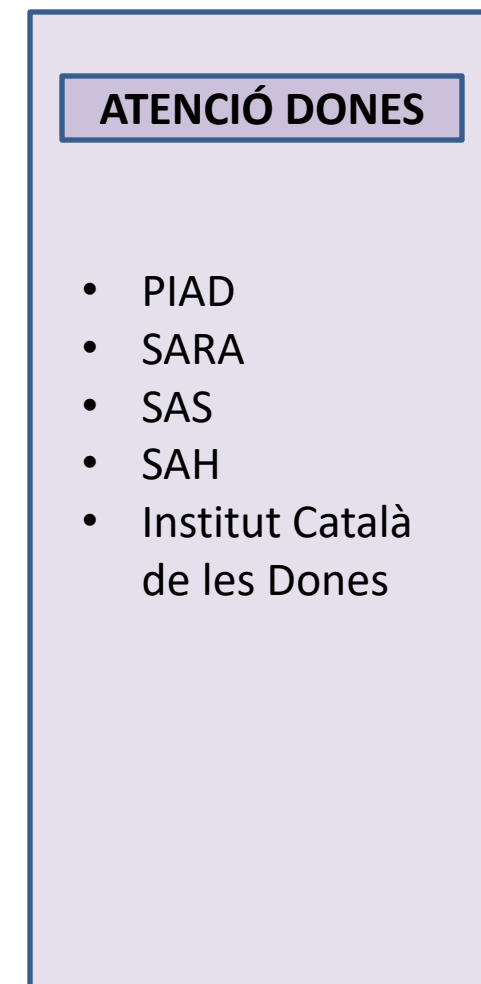 ATENCIÓ DONES
• PIAD
• SARA
• SAS
• SAH
• Institut Català
de les Dones